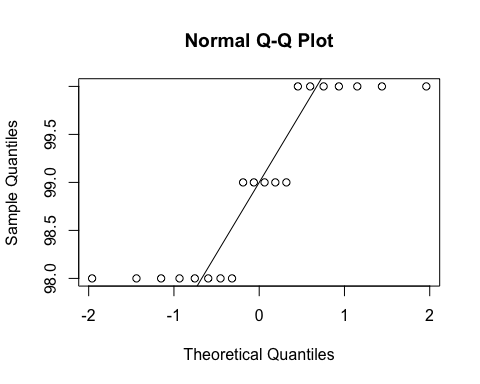 Normal Q-Q Plot
Sample Quantiles
98.0 98.5 99.0 99.5
-2 -1 0 1 2
Theoretical Quantiles